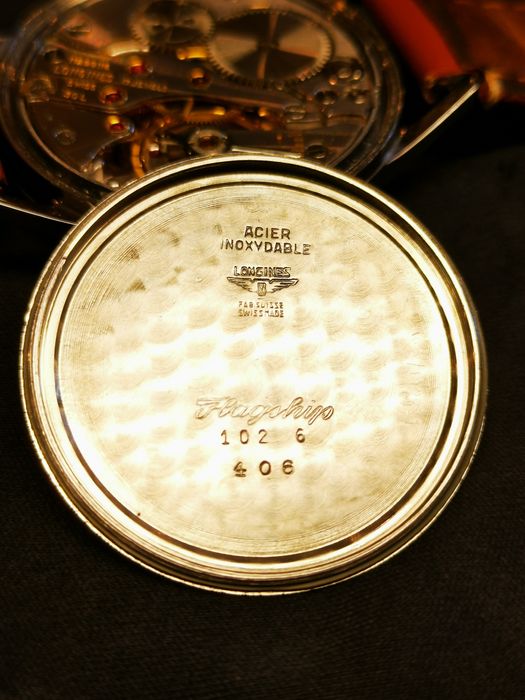 ACIER
INOXYDABLE
LONGINES
FAB. SUISSE
SWISS MADE
Flagship
102 6
406